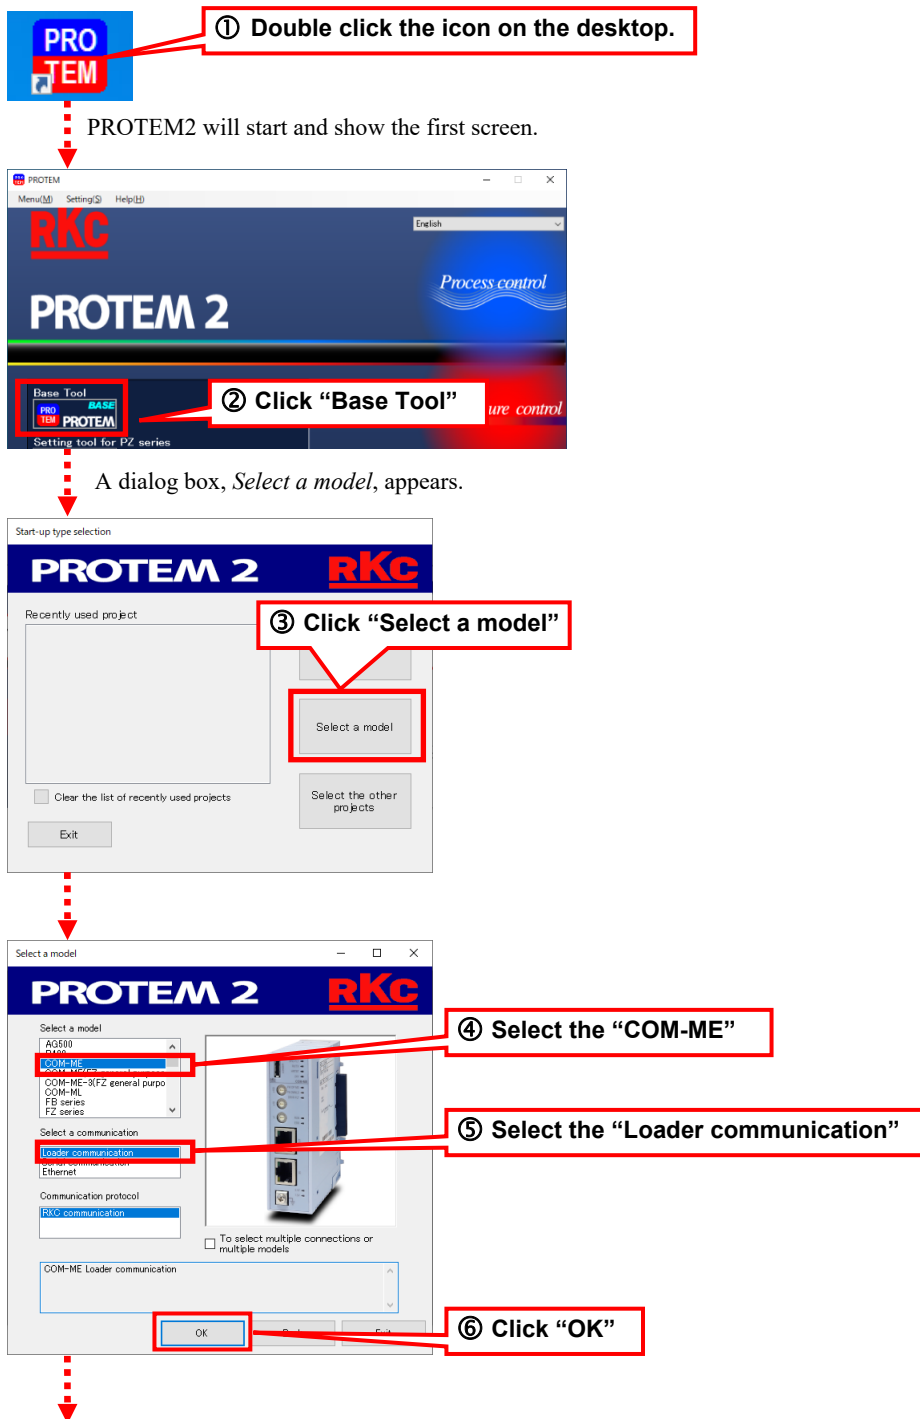 PRO
TEM
① Double click the icon on the desktop.
PROTEM2 will start and show the first screen.
PROTEM
Menu(M) Setting(S) Help(H)
RKC
English
Process control
PROTEM 2
Base Tool
PRO BASE
TEM PROTEM
② Click “Base Tool”
ure control
Setting tool for PZ series
A dialog box, Select a model, appears.
Start-up type selection
PROTEM 2 RKC
Recently used project
③ Click “Select a model”
Select a model
Clear the list of recently used projects
Select the other
projects
Exit
Select a model
PROTEM 2 RKC
Select a model
AG500
COM-ME
COM-ME-3(FZ general purpo
COM-ML
FB series
FZ series
④ Select the “COM-ME”
Select a communication
Loader communication
Ethernet
⑤ Select the “Loader communication”
Communication protocol
RKC communication
To select multiple connections or
multiple models
COM-ME Loader communication
OK
⑥ Click “OK”